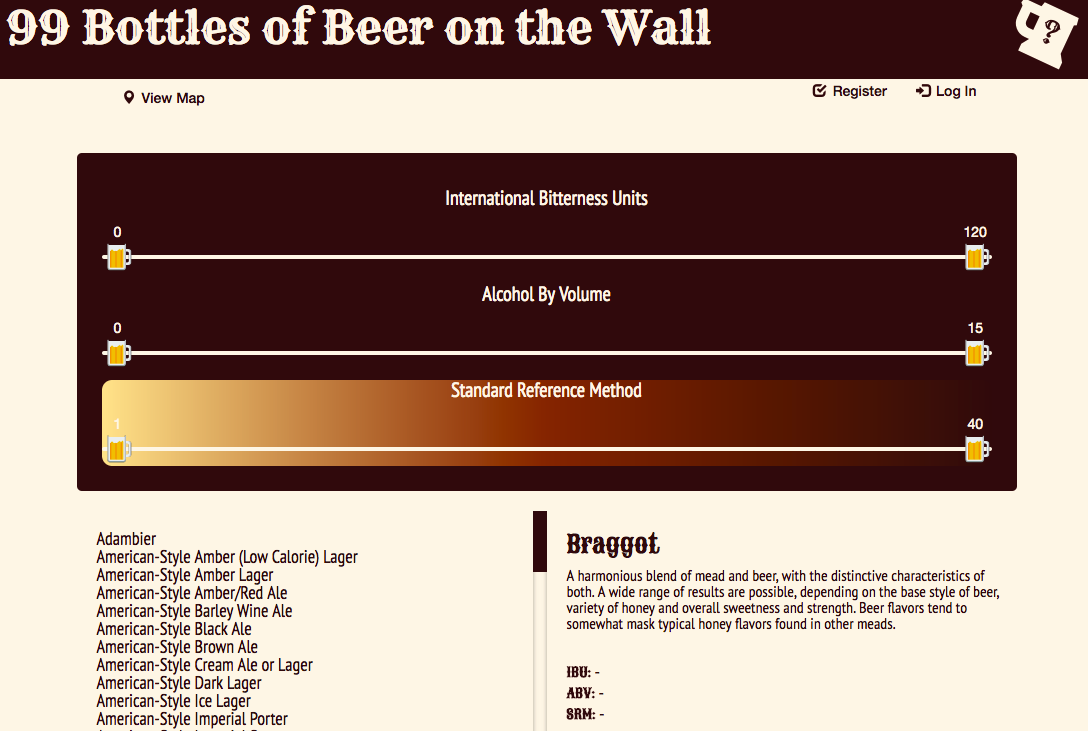 99 Bottles of Beer on the Wall
?
View Map
Register
Log In
International Bitterness Units
0
120
Alcohol By Volume
0
15
Standard Reference Method
1
40
Adambier
American-Style Amber (Low Calorie) Lager
American-Style Amber Lager
American-Style Amber/Red Ale
American-Style Barley Wine Ale
American-Style Black Ale
American-Style Brown Ale
American-Style Cream Ale or Lager
American-Style Dark Lager
American-Style Ice Lager
American-Style Imperial Porter
Braggot
A harmonious blend of mead and beer, with the distinctive characteristics of
both. A wide range of results are possible, depending on the base style of beer,
variety of honey and overall sweetness and strength. Beer flavors tend to
somewhat mask typical honey flavors found in other meads.
IBU: -
ABV: -
SRM: -